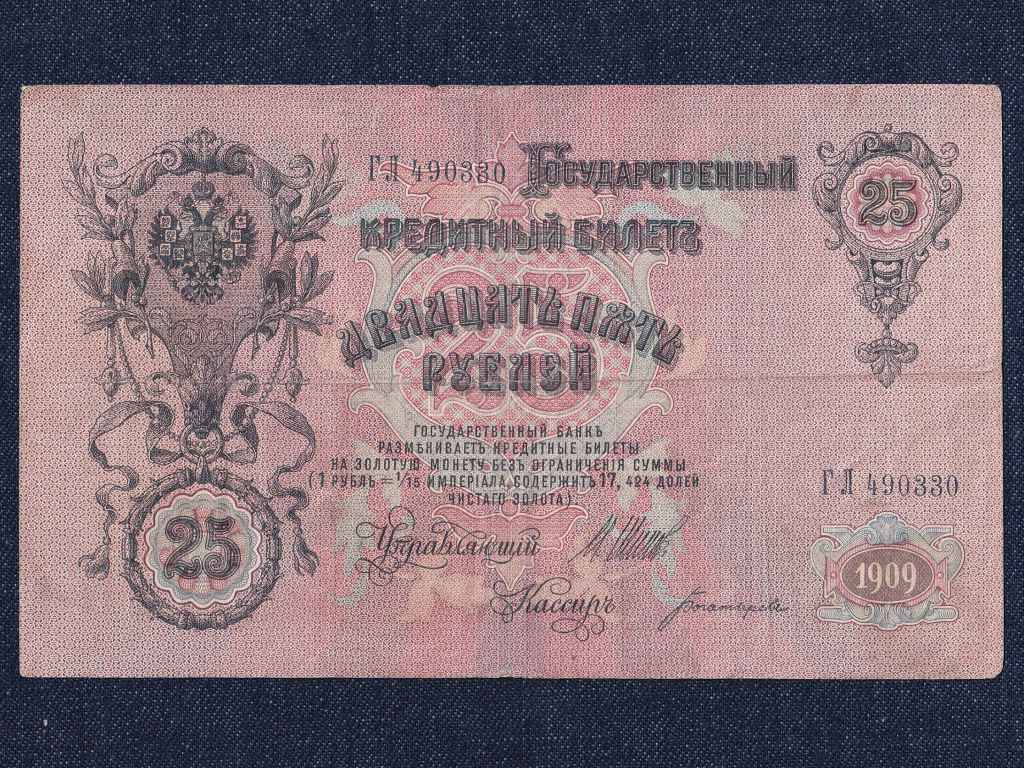 ГЛ 490330 ГОСУДАРСТВЕННЫЙ
КРЕДИТНЫЙ БИЛЕТЪ
25
ДВАДЦАТЬ ПЯТЬ
РУБЛЕЙ
25
ГОСУДАРСТВЕННЫЙ БАНКЪ
РАЗМѢНИВАЕТЪ КРЕДИТНЫЕ БИЛЕТЫ
НА ЗОЛОТУЮ МОНЕТУ БЕЗЪ ОГРАНИЧЕНІЯ СУММЫ
(1 РУБЛЬ = 1/15 ИМПЕРІАЛА, СОДЕРЖИТЪ 17, 424 ДОЛЕЙ
ЧИСТАГО ЗОЛОТА)
ГЛ 490330
25
Управляющій
Кассиръ
1909